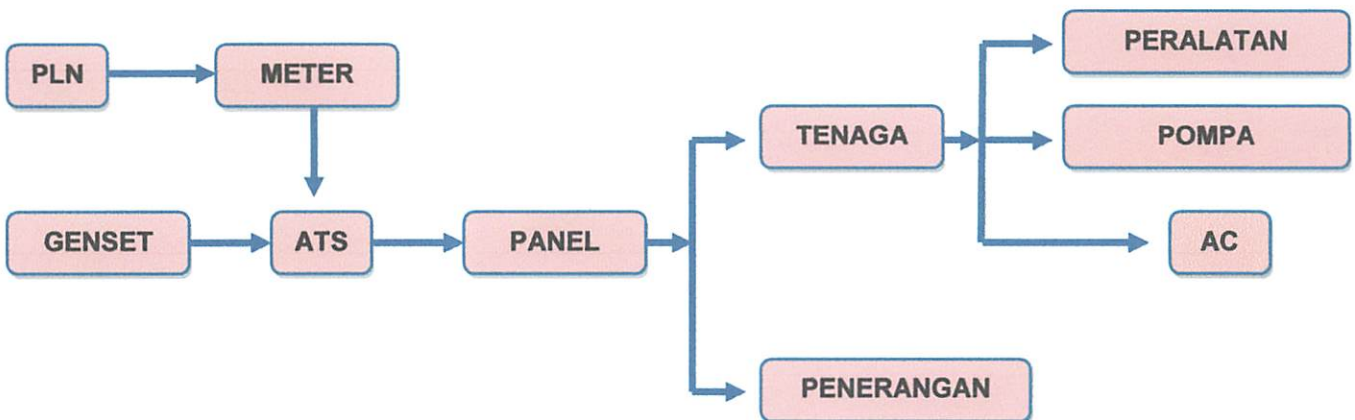 PLN
METER
GENSET
ATS
PANEL
TENAGA
PENERANGAN
PERALATAN
POMPA
AC